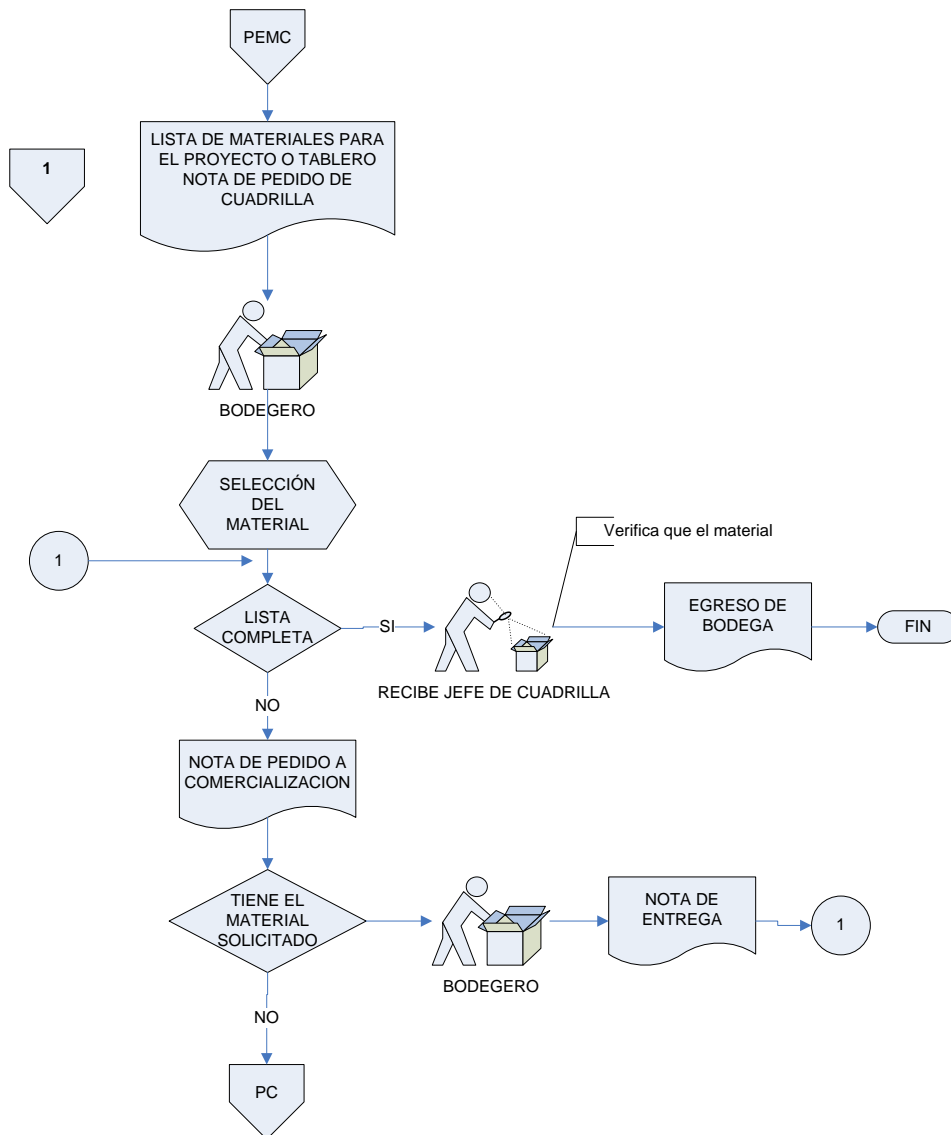 PEMC
LISTA DE MATERIALES PARA
EL PROYECTO O TABLERO
NOTA DE PEDIDO DE
CUADRILLA
1
BODEGERO
SELECCIÓN
DEL
MATERIAL
1
LISTA
COMPLETA
SI
RECIBE JEFE DE CUADRILLA
Verifica que el material
EGRESO DE
BODEGA
FIN
NO
NOTA DE PEDIDO A
COMERCIALIZACION
TIENE EL
MATERIAL
SOLICITADO
BODEGERO
NOTA DE
ENTREGA
1
NO
PC